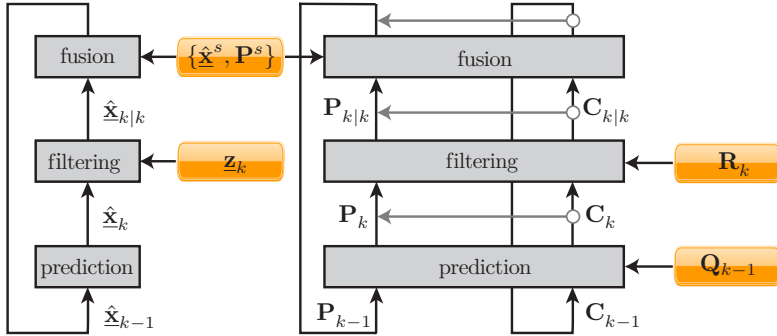 fusion
{x̂ˢ, Pˢ}
fusion
x̂ₖ|ₖ
Pₖ|ₖ
Cₖ|ₖ
filtering
zₖ
filtering
Rₖ
x̂ₖ
Pₖ
Cₖ
prediction
prediction
Qₖ₋₁
x̂ₖ₋₁
Pₖ₋₁
Cₖ₋₁